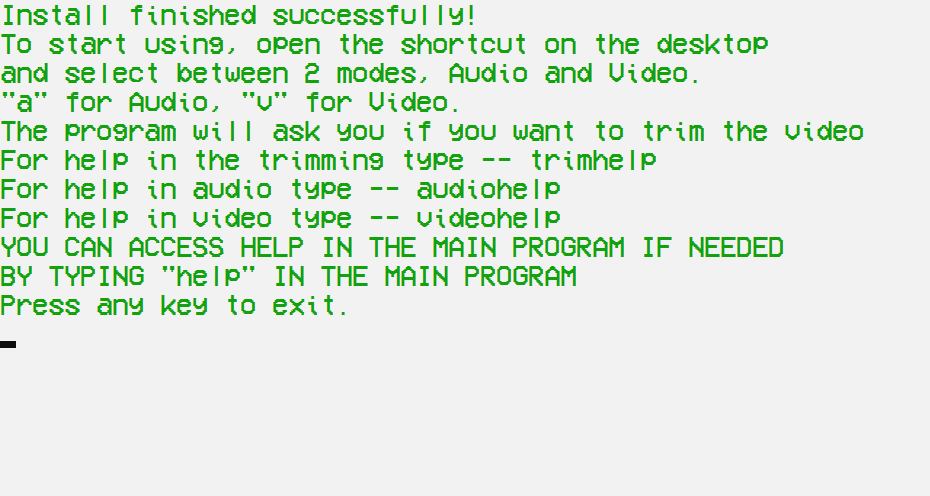 Install finished successfully!
To start using, open the shortcut on the desktop
and select between 2 modes, Audio and Video.
"a" for Audio, "v" for Video.
The program will ask you if you want to trim the video
For help in the trimming type -- trimhelp
For help in audio type -- audiohelp
For help in video type -- videohelp
YOU CAN ACCESS HELP IN THE MAIN PROGRAM IF NEEDED
BY TYPING "help" IN THE MAIN PROGRAM
Press any key to exit.